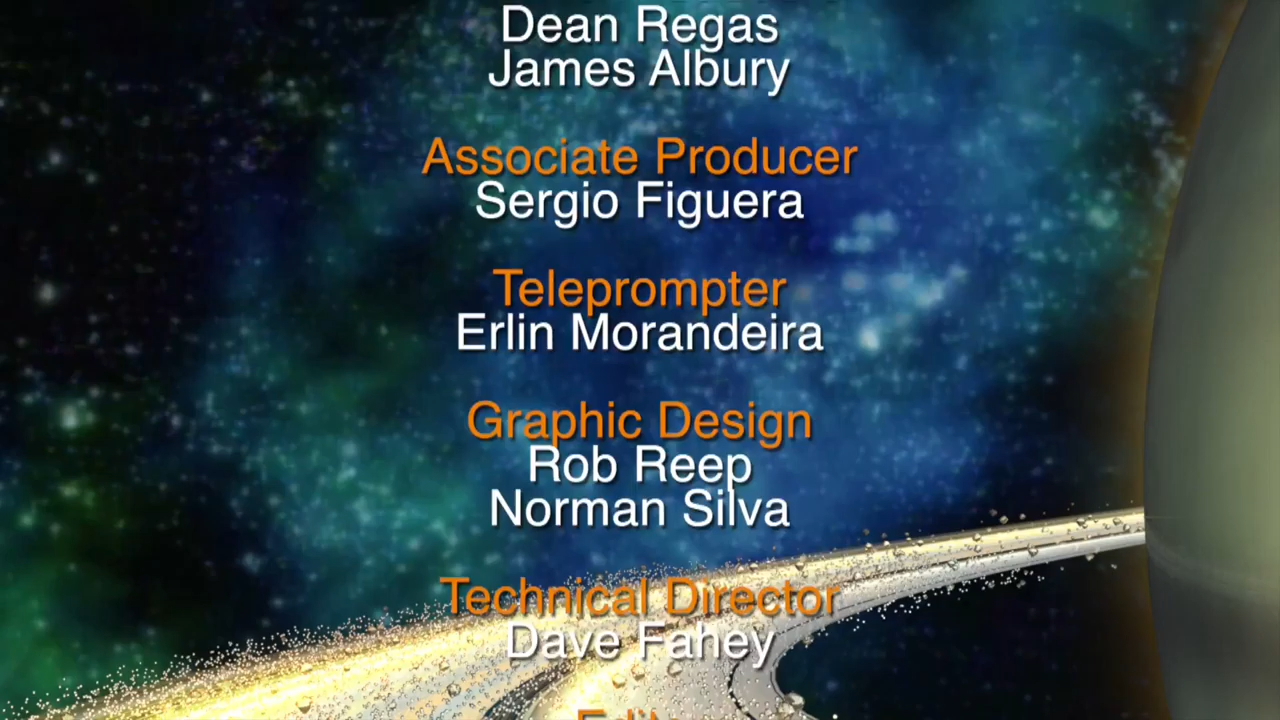 Dean Regas
James Albury
Associate Producer
Sergio Figuera
Teleprompter
Erlin Morandeira
Graphic Design
Rob Reep
Norman Silva
Technical Director
Dave Fahey